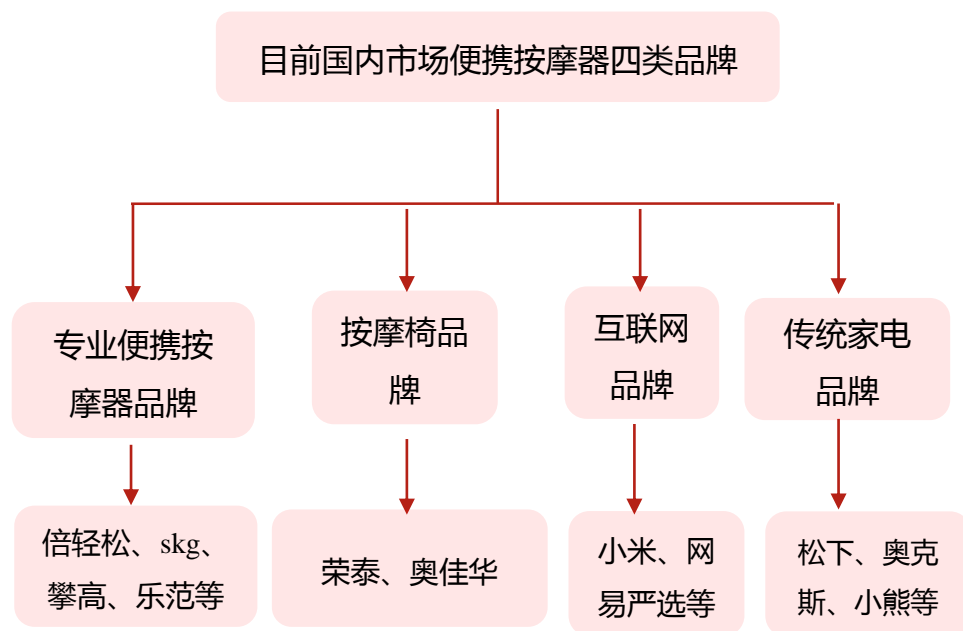 目前国内市场便携按摩器四类品牌
专业便携按
摩器品牌
按摩椅品
牌
互联网
品牌
传统家电
品牌
倍轻松、skg、
攀高、乐范等
荣泰、奥佳华
小米、网
易严选等
松下、奥克
斯、小熊等